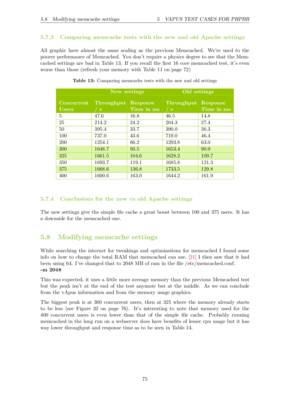 5.8 Modifying memcache settings 5 VAPUS TEST CASES FOR PHPBB
5.7.3 Comparing memcache tests with the new and old Apache settings
All graphic have almost the same scaling as the previous Memcached. We're used to the
poorer performance of Memcached. You don't require a physics degree to see that the Mem-
cached settings are bad in Table 13. If you recall the first 16 core memcached test, it's even
worse than those (refresh your memory with Table 11 on page 72)
Table 13: Comparing memcache tests with the new and old settings
New settings Old settings
Concurrent Throughput Response Throughput Response
Users / s Time in ms / s Time in ms
5 47.6 16.8 46.5 14.8
25 214.2 24.2 204.3 27.4
50 395.4 33.7 390.0 36.3
100 737.0 43.6 719.0 46.4
200 1254.1 66.2 1293.8 63.0
300 1646.7 93.5 1653.4 90.0
325 1661.5 104.6 1629.2 109.7
350 1693.7 119.1 1685.8 121.3
375 1668.6 136.8 1733.5 129.8
400 1600.6 163.0 1644.2 161.9
5.7.4 Conclusions for the new vs old Apache settings
The new settings give the simple file cache a great boost between 100 and 375 users. It has
a downside for the memcached one.
5.8 Modifying memcache settings
While searching the internet for tweakings and optimizations for memcached I found some
info on how to change the total RAM that memcached can use. [21] I then saw that it had
been using 64. I've changed that to 2048 MB of ram in the file /etc/memcached.conf.
-m 2048
This was expected, it uses a little more average memory than the previous Memcached test
but the peak isn't at the end of the test anymore but at the middle. As we can conclude
from the vApus information and from the memory usage graphics.
The biggest peak is at 300 concurrent users, then at 325 where the memory already starts
to be less (see Figure 32 on page 76). It's interesting to note that memory used for the
400 concurrent users is even lower than that of the simple file cache. Probably running
memcached in the long run on a webserver does have benefits of lesser cpu usage but it has
way lower throughput and response time as to be seen in Table 14.
75